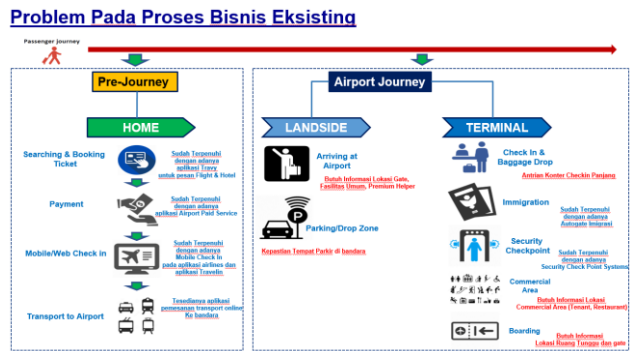 Problem Pada Proses Bisnis Eksisting
Passenger Journey
Pre-Journey
HOME
Searching & Booking
Ticket
Sudah Terpenuhi
dengan adanya
aplikasi Travy
untuk pesan Flight & Hotel
Payment
Sudah Terpenuhi
dengan adanya
aplikasi Airport Paid Service
Mobile/Web Check in
Sudah Terpenuhi
dengan adanya
Mobile Check In
pada aplikasi airlines dan
aplikasi Travelin
Transport to Airport
Tesedianya aplikasi
pemesanan transport online
Ke bandara
Airport Journey
LANDSIDE
Arriving at
Airport
Butuh Informasi Lokasi Gate,
Fasilitas Umum, Premium Helper
Parking/Drop Zone
Kepastian Tempat Parkir di bandara
TERMINAL
Check In &
Baggage Drop
Antrian Konter Checkin Panjang
Immigration
Sudah Terpenuhi
dengan adanya
Autogate Imigrasi
Security
Checkpoint
Sudah Terpenuhi
dengan adanya
Security Check Point Systems
Commercial
Area
Butuh Informasi Lokasi
Commercial Area (Tenant, Restaurant)
Boarding
Butuh Informasi
Lokasi Ruang Tunggu dan gate